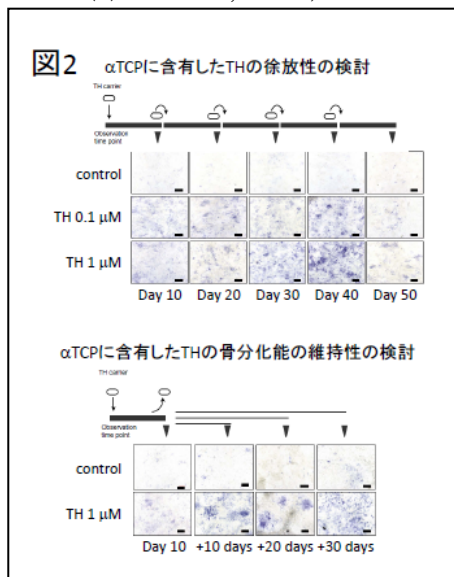 図2 αTCPに含有したTHの徐放性の検討
TH carrier
Observation
time point
control
TH 0.1 μM
TH 1 μM
Day 10 Day 20 Day 30 Day 40 Day 50
αTCPに含有したTHの骨分化能の維持性の検討
TH carrier
Observation
time point
control
TH 1 μM
Day 10 +10 days +20 days +30 days